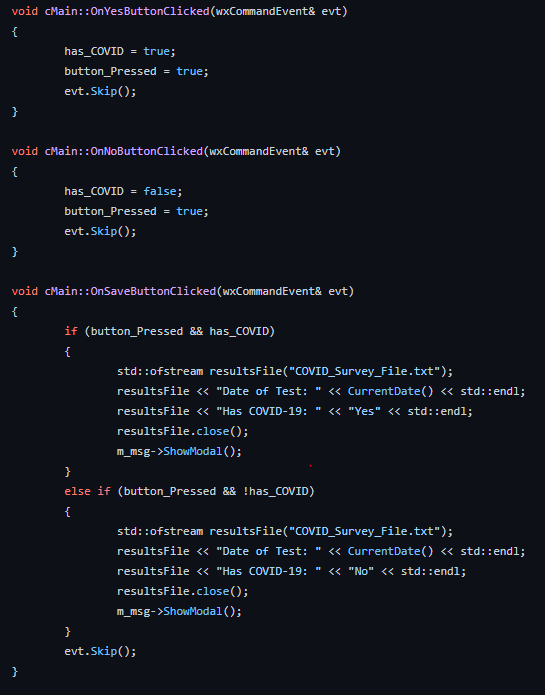 void cMain::OnYesButtonClicked(wxCommandEvent& evt)
{
        has_COVID = true;
        button_Pressed = true;
        evt.Skip();
}

void cMain::OnNoButtonClicked(wxCommandEvent& evt)
{
        has_COVID = false;
        button_Pressed = true;
        evt.Skip();
}

void cMain::OnSaveButtonClicked(wxCommandEvent& evt)
{
        if (button_Pressed && has_COVID)
        {
                std::ofstream resultsFile("COVID_Survey_File.txt");
                resultsFile << "Date of Test: " << CurrentDate() << std::endl;
                resultsFile << "Has COVID-19: " << "Yes" << std::endl;
                resultsFile.close();
                m_msg->ShowModal();
        }
        else if (button_Pressed && !has_COVID)
        {
                std::ofstream resultsFile("COVID_Survey_File.txt");
                resultsFile << "Date of Test: " << CurrentDate() << std::endl;
                resultsFile << "Has COVID-19: " << "No" << std::endl;
                resultsFile.close();
                m_msg->ShowModal();
        }
        evt.Skip();
}